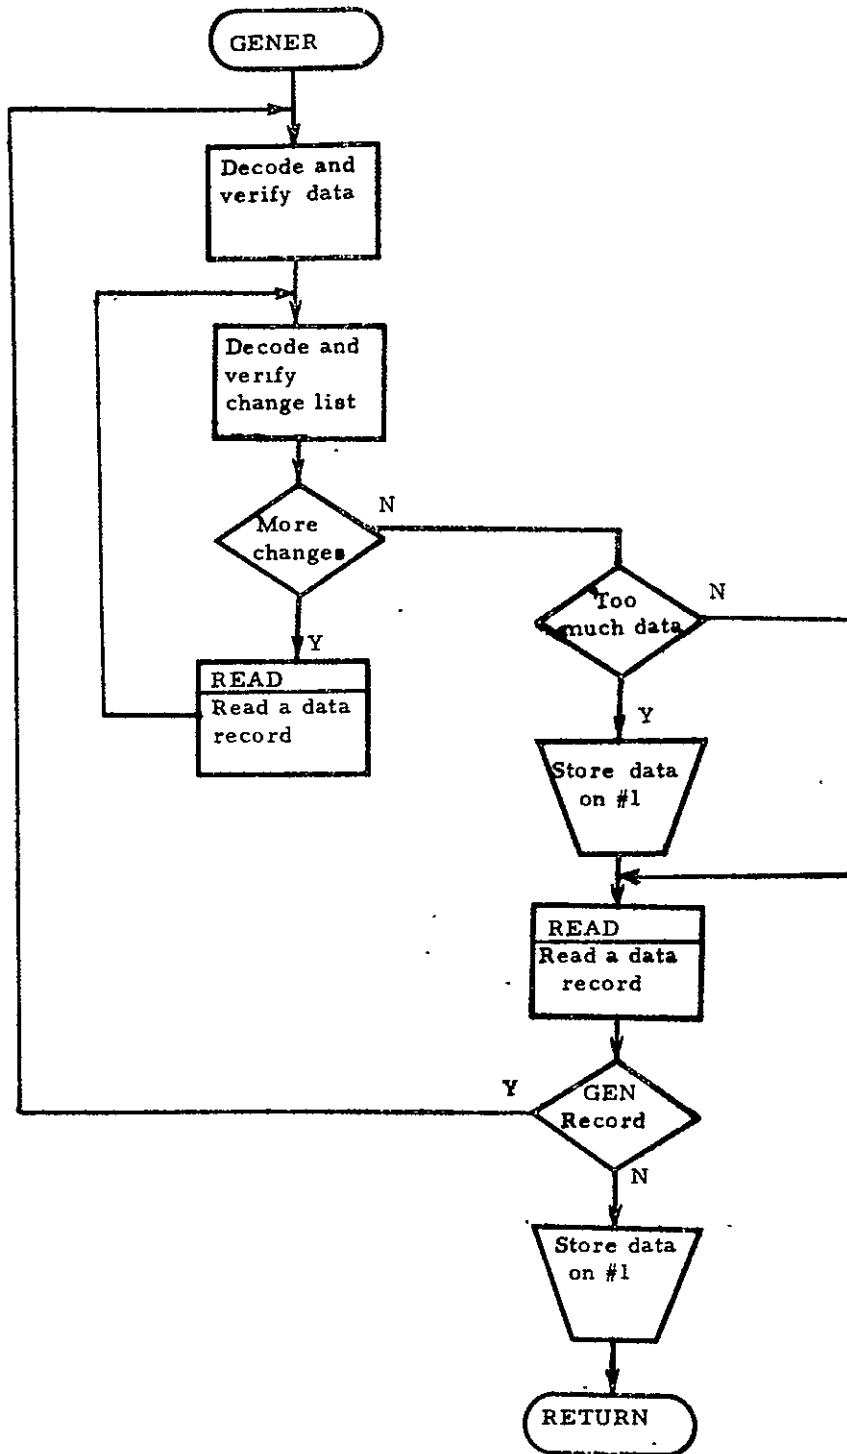 GENER
Decode and
verify data
Decode and
verify
change list
More
changes
N
Y
READ
Read a data
record
Too
much data
N
Y
Store data
on #1
READ
Read a data
record
GEN
Record
Y
N
Store data
on #1
RETURN